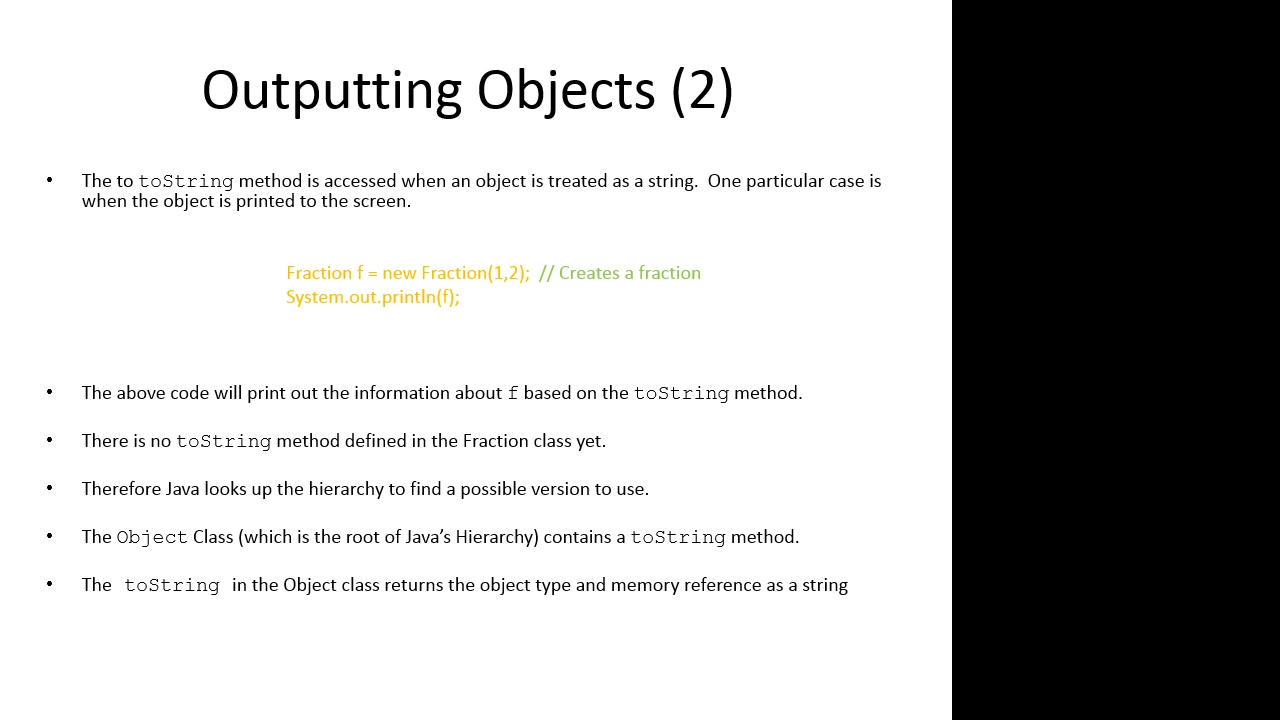 Outputting Objects (2)
• The to toString method is accessed when an object is treated as a string.  One particular case is
when the object is printed to the screen.
Fraction f = new Fraction(1,2);  // Creates a fraction
System.out.println(f);
• The above code will print out the information about f based on the toString method.
• There is no toString method defined in the Fraction class yet.
• Therefore Java looks up the hierarchy to find a possible version to use.
• The Object Class (which is the root of Java’s Hierarchy) contains a toString method.
• The toString in the Object class returns the object type and memory reference as a string